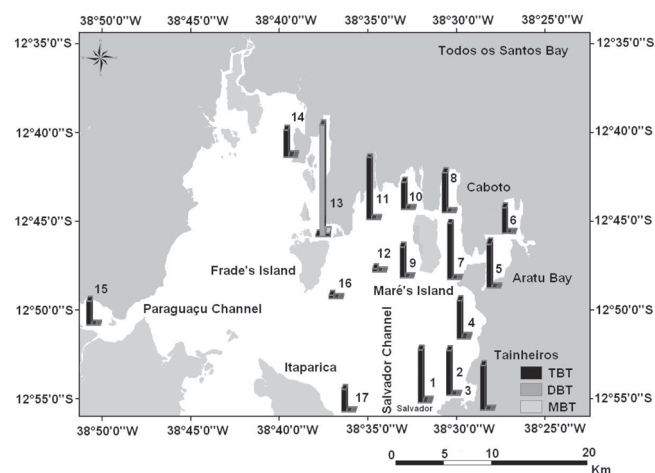 38°50'0"W 38°45'0"W 38°40'0"W 38°35'0"W 38°30'0"W 38°25'0"W
12°35'0"S 12°35'0"S
Todos os Santos Bay
12°40'0"S 12°40'0"S
14
13
8
Caboto
11
10
6
12°45'0"S 12°45'0"S
12
9
7
5
Frade's Island
Aratu Bay
16
Maré's Island
15
12°50'0"S 12°50'0"S
Paraguaçu Channel
4
Salvador Channel
Tainheiros
Itaparica
TBT
1
2
3
DBT
17
MBT
12°55'0"S 12°55'0"S
Salvador
38°50'0"W 38°45'0"W 38°40'0"W 38°35'0"W 38°30'0"W 38°25'0"W
0 5 10 20
Km